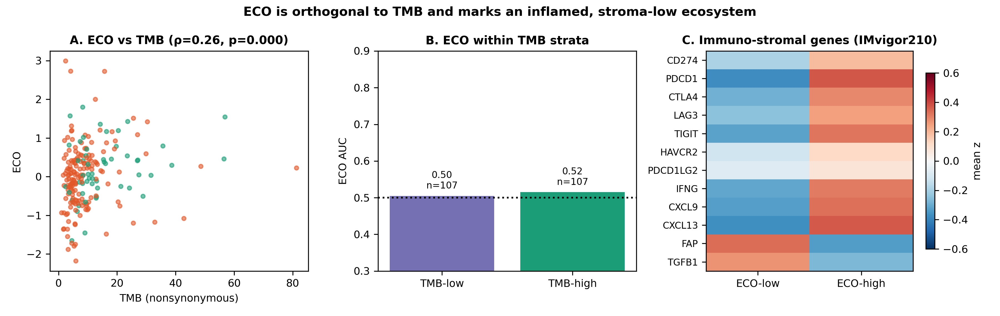 ECO is orthogonal to TMB and marks an inflamed, stroma-low ecosystem
A. ECO vs TMB (ρ=0.26, p=0.000)
3
2
1
0
−1
−2
ECO
0
20
40
60
80
TMB (nonsynonymous)
B. ECO within TMB strata
0.9
0.8
0.7
0.6
0.5
0.4
0.3
ECO AUC
0.50
n=107
0.52
n=107
TMB-low
TMB-high
C. Immuno-stromal genes (IMvigor210)
CD274
PDCD1
CTLA4
LAG3
TIGIT
HAVCR2
PDCD1LG2
IFNG
CXCL9
CXCL13
FAP
TGFB1
ECO-low
ECO-high
0.6
0.4
0.2
0.0
−0.2
−0.4
−0.6
mean z